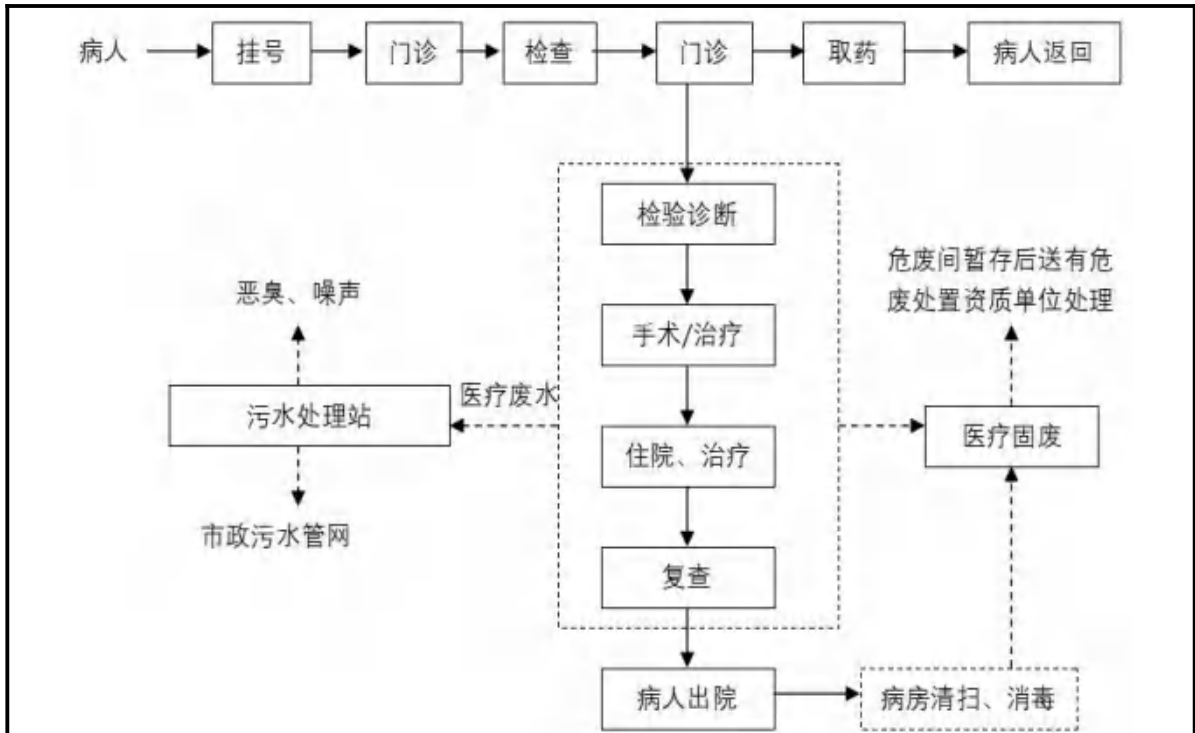 病人
挂号
门诊
检查
门诊
取药
病人返回
检验诊断
手术/治疗
住院、治疗
复查
病人出院
病房清扫、消毒
医疗废水
污水处理站
恶臭、噪声
市政污水管网
医疗固废
危废间暂存后送有危
废处置资质单位处理